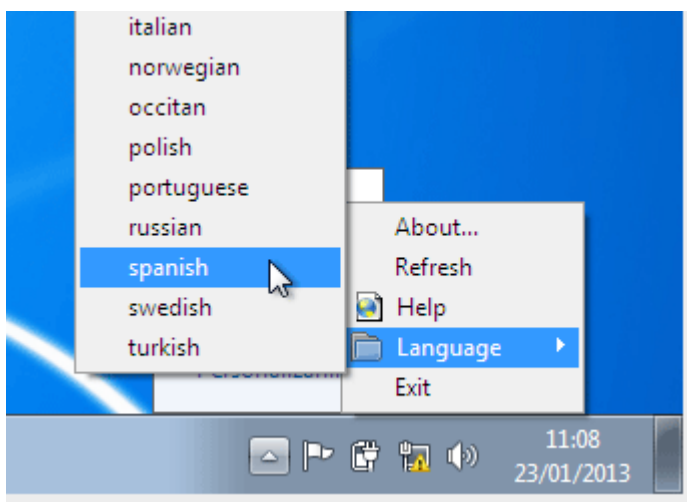 italian
norwegian
occitan
polish
portuguese
russian
spanish
swedish
turkish
About...
Refresh
Help
Language
Exit
11:08
23/01/2013